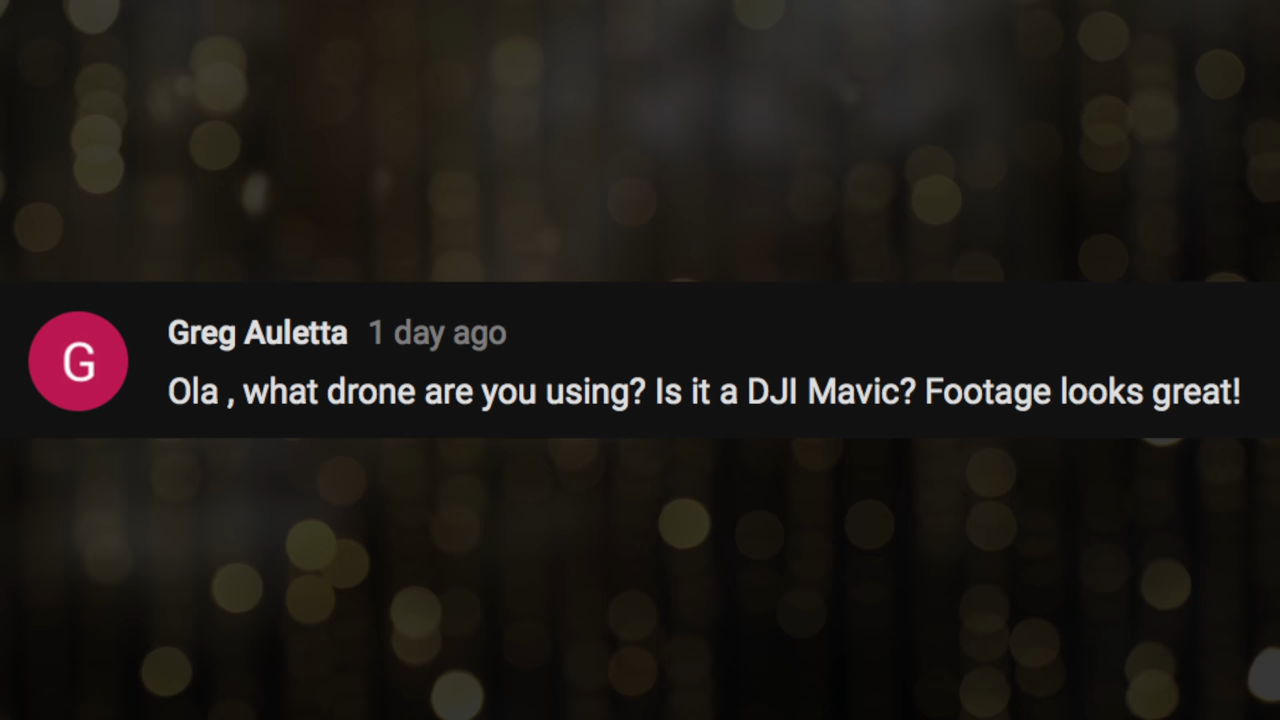 G
Greg Auletta 1 day ago
Ola , what drone are you using? Is it a DJI Mavic? Footage looks great!